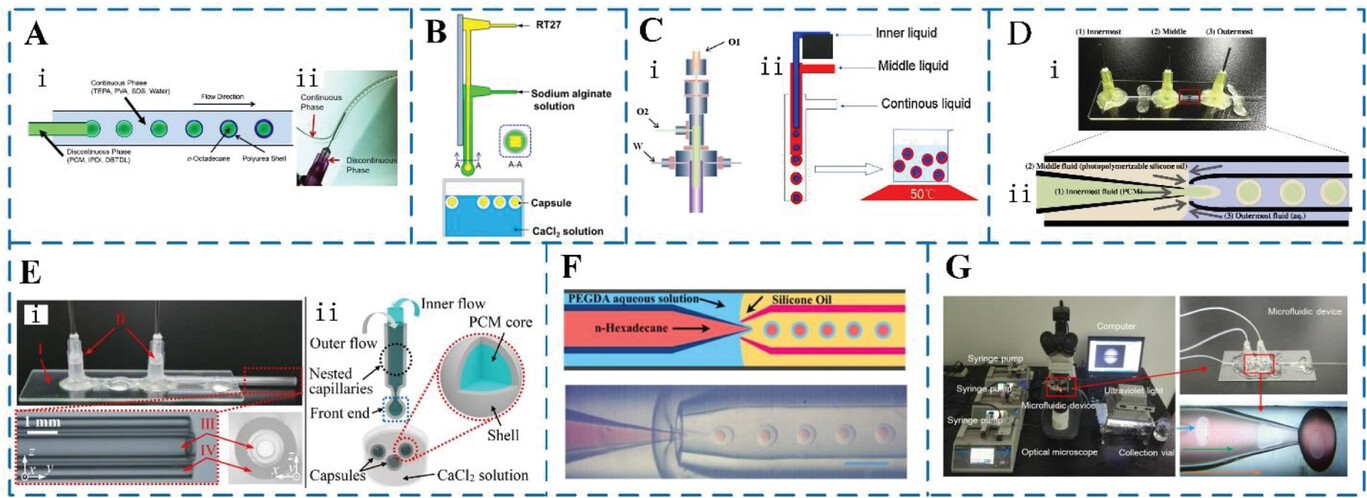 A
i
Continuous Phase
(TEPA, PVA, SDS, Water)
Flow Direction
Discontinuous Phase
(PCM, IPDI, DBTDL)
n-Octadecane
Polyurea Shell
ii
Continuous
Phase
Discontinuous
Phase
B
RT27
Sodium alginate
solution
A
A
A-A
Capsule
CaCl2 solution
C
i
O1
O2
W
ii
Inner liquid
Middle liquid
Continous liquid
50℃
D
i
(1) Innermost
(2) Middle
(3) Outermost
ii
(2) Middle fluid (photopolymerizable silicone oil)
(1) Innermost fluid (PCM)
(3) Outermost fluid (aq.)
E
i
I
II
1 mm
III
IV
z
x
y
z
x
y
ii
Inner flow
Outer flow
PCM core
Nested
capillaries
Front end
Shell
Capsules
CaCl2 solution
F
PEGDA aqueous solution
Silicone Oil
n-Hexadecane
G
Computer
Syringe pump
Syringe pump
Syringe pump
Microfluidic device
Ultraviolet light
Optical microscope
Collection vial
Microfluidic device